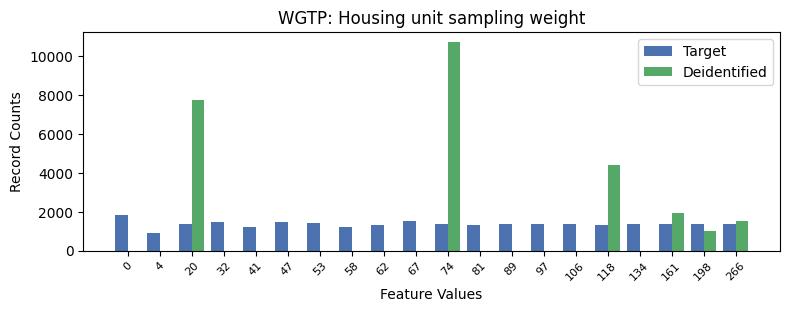 WGTP: Housing unit sampling weight
Target
Deidentified
Record Counts
10000
8000
6000
4000
2000
0
0 4 20 32 41 47 53 58 62 67 74 81 89 97 106 118 134 161 198 266
Feature Values